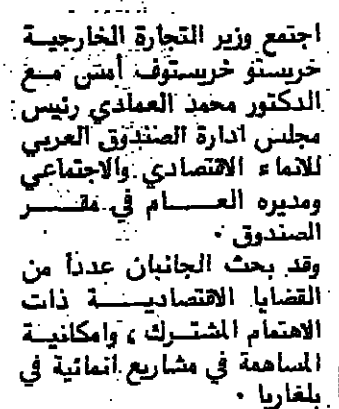 اجتمع وزير التجارة الخارجية
خريستو خريستوف أمس مع
الدكتور محمد العمادي رئيس
مجلس ادارة الصندوق العربي
للانماء الاقتصادي والاجتماعي
ومديره العام في مقر
الصندوق .
وقد بحث الجانبان عدداً من
القضايا الاقتصادية ذات
الاهتمام المشترك ، وامكانية
المساهمة في مشاريع انمائية في
بلغاريا .